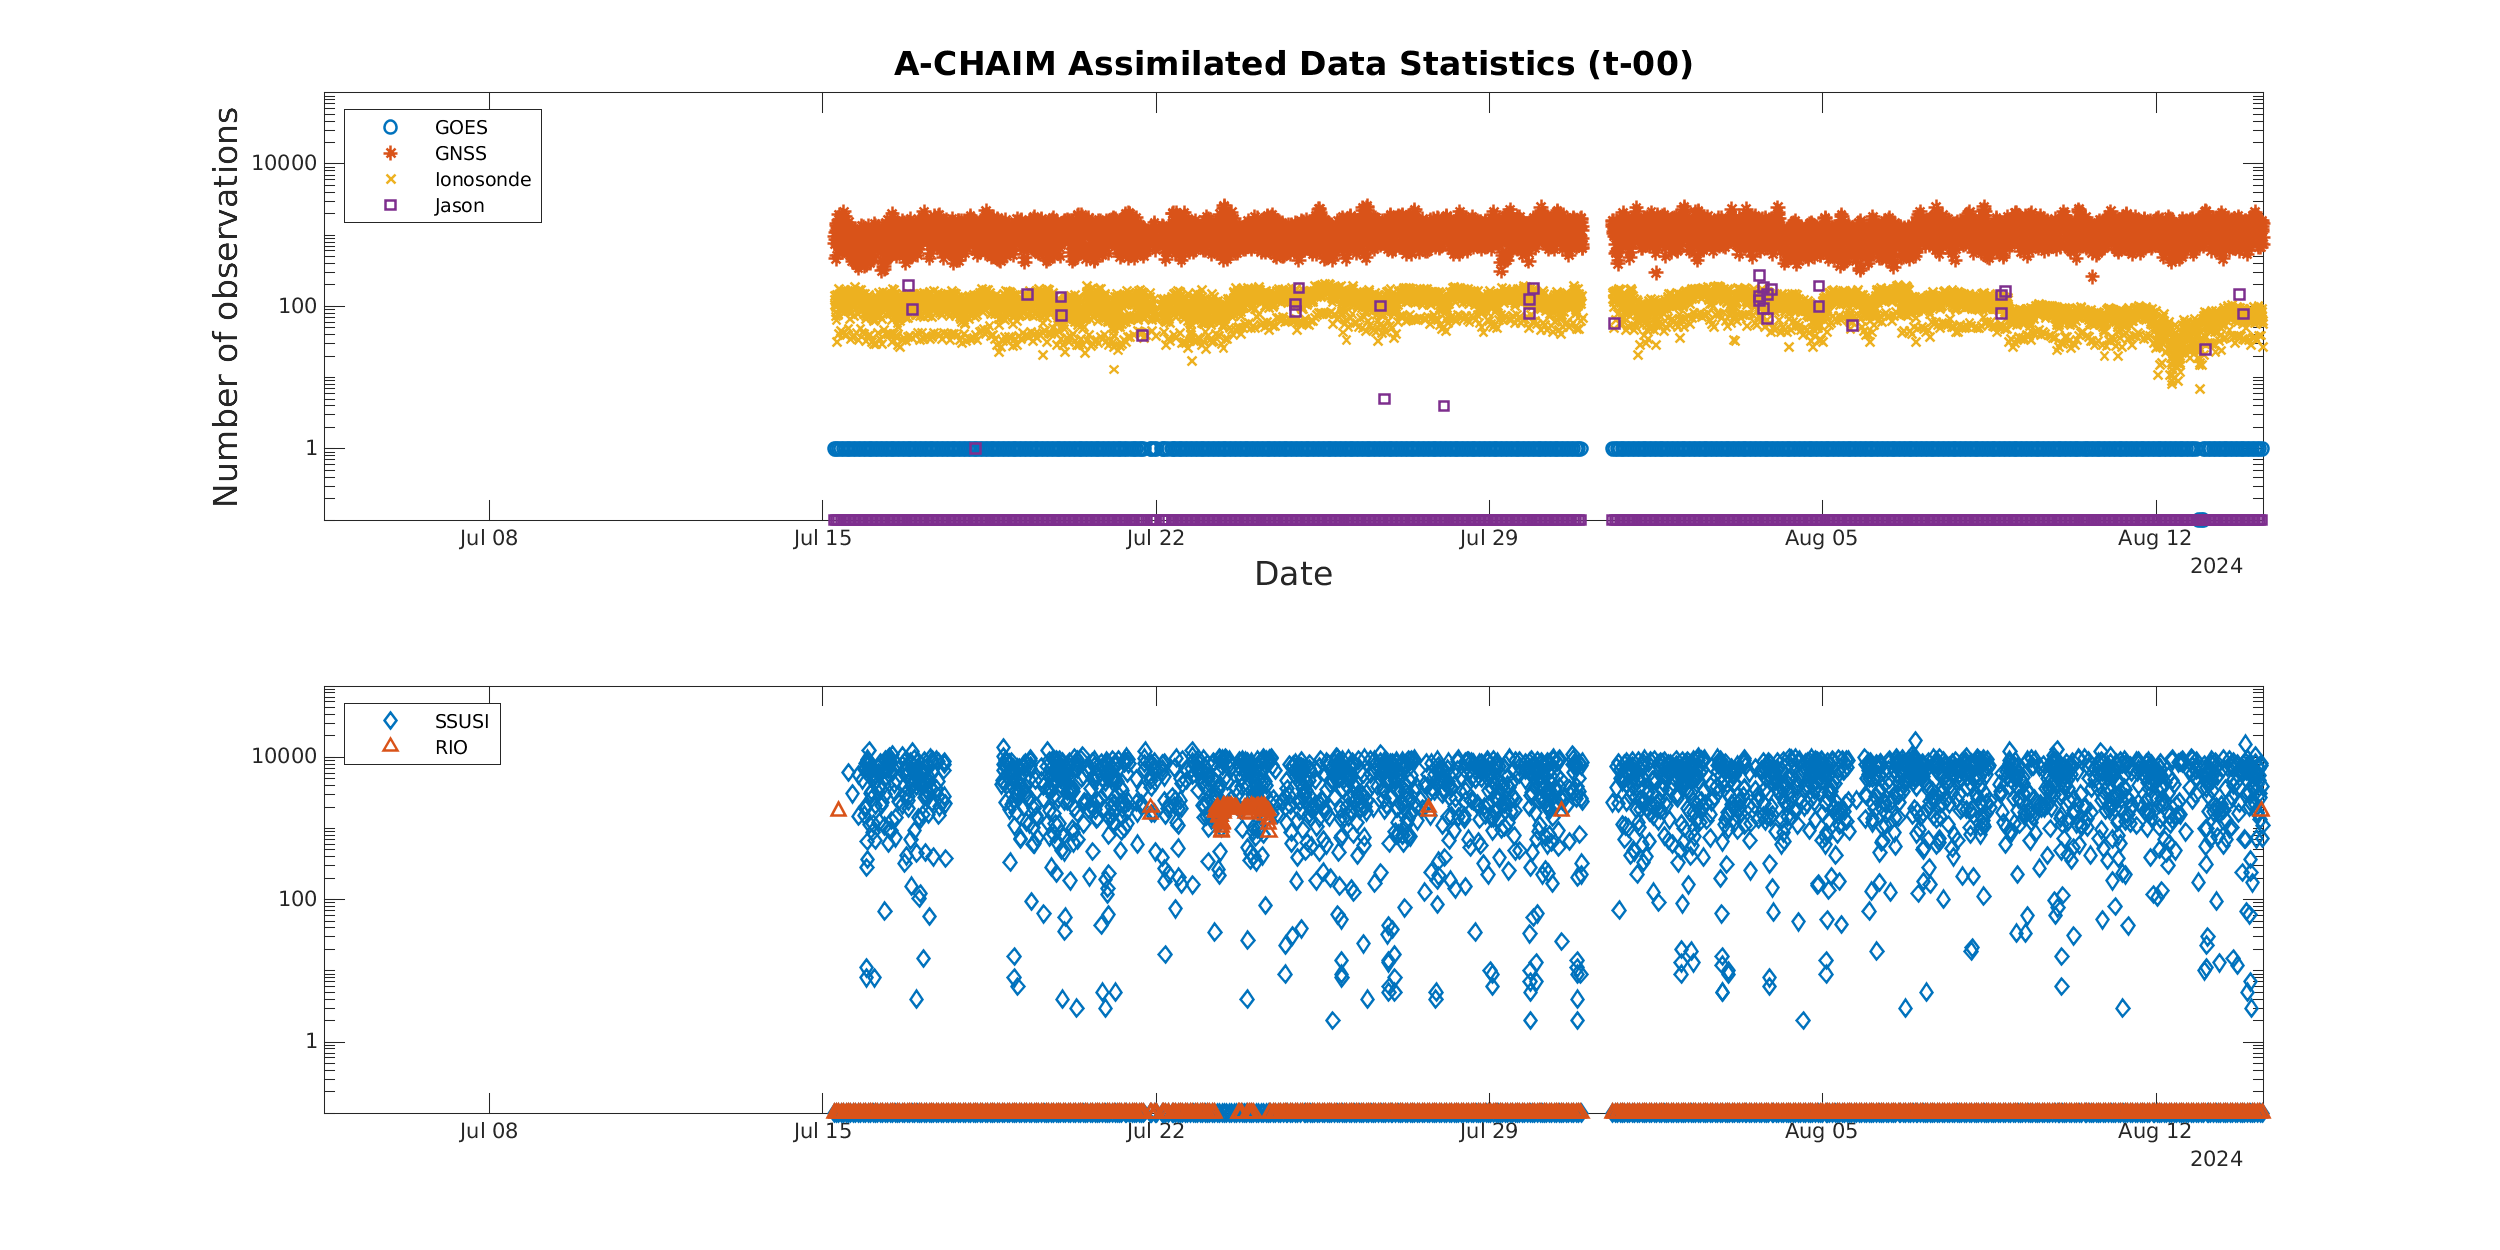 A-CHAIM Assimilated Data Statistics (t-00)
Number of observations
GOES
GNSS
Ionosonde
Jason
10000
100
1
Jul 08
Jul 15
Jul 22
Jul 29
Aug 05
Aug 12
2024
Date
SSUSI
RIO
10000
100
1
Jul 08
Jul 15
Jul 22
Jul 29
Aug 05
Aug 12
2024